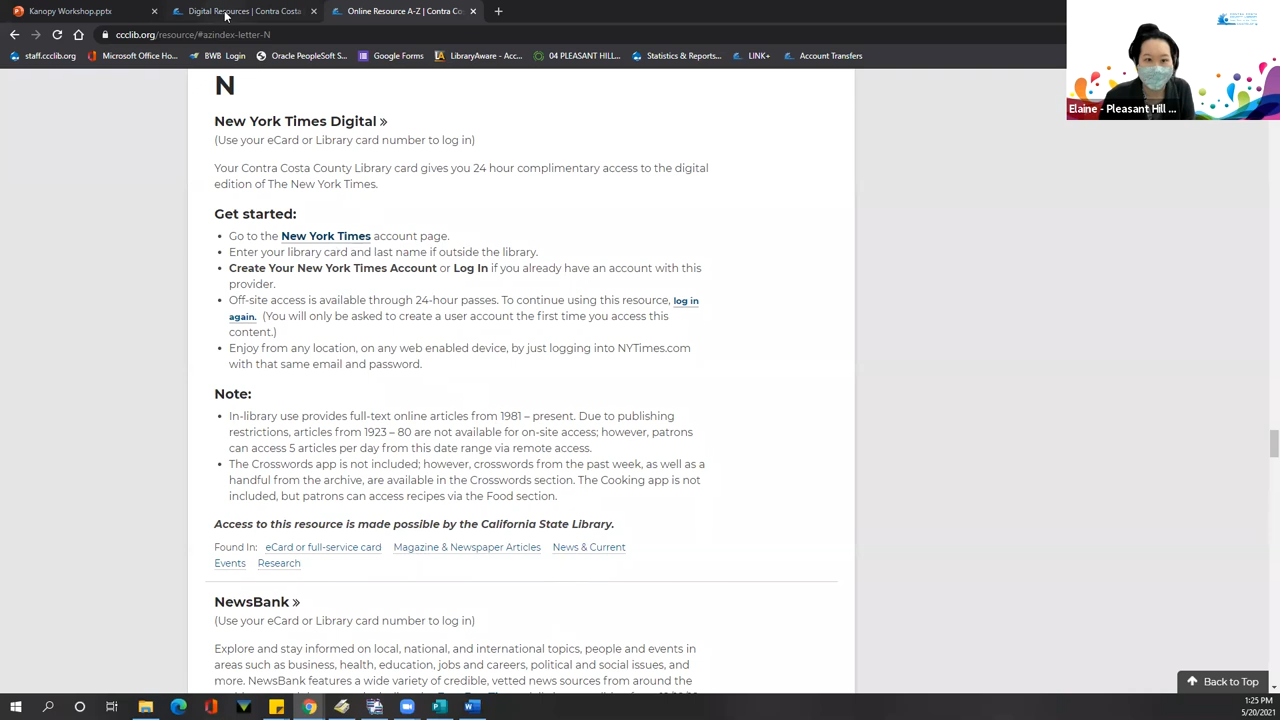 Kanopy Workshop.pptx
Digital Resources | Contra Costa
Online Resource A-Z | Contra Co
ccclib.org/resource/#azindex-letter-N
staff.ccclib.org
Microsoft Office Ho...
BWB Login
Oracle PeopleSoft S...
Google Forms
LibraryAware - Acc...
04 PLEASANT HILL...
Statistics & Reports...
LINK+
Account Transfers
Elaine - Pleasant Hill ...
N
New York Times Digital »
(Use your eCard or Library card number to log in)
Your Contra Costa County Library card gives you 24 hour complimentary access to the digital
edition of The New York Times.
Get started:
• Go to the New York Times account page.
• Enter your library card and last name if outside the library.
• Create Your New York Times Account or Log In if you already have an account with this
provider.
• Off-site access is available through 24-hour passes. To continue using this resource, log in
again. (You will only be asked to create a user account the first time you access this
content.)
• Enjoy from any location, on any web enabled device, by just logging into NYTimes.com
with that same email and password.
Note:
• In-library use provides full-text online articles from 1981 – present. Due to publishing
restrictions, articles from 1923 – 80 are not available for on-site access; however, patrons
can access 5 articles per day from this date range via remote access.
• The Crosswords app is not included; however, crosswords from the past week, as well as a
handful from the archive, are available in the Crosswords section. The Cooking app is not
included, but patrons can access recipes via the Food section.
Access to this resource is made possible by the California State Library.
Found In: eCard or full-service card Magazine & Newspaper Articles News & Current
Events Research
NewsBank »
(Use your eCard or Library card number to log in)
Explore and stay informed on local, national, and international topics, people and events in
areas such as business, health, education, jobs and careers, political and social issues, and
more. NewsBank features a wide variety of credible, vetted news sources from around the
Back to Top
1:25 PM
5/20/2021